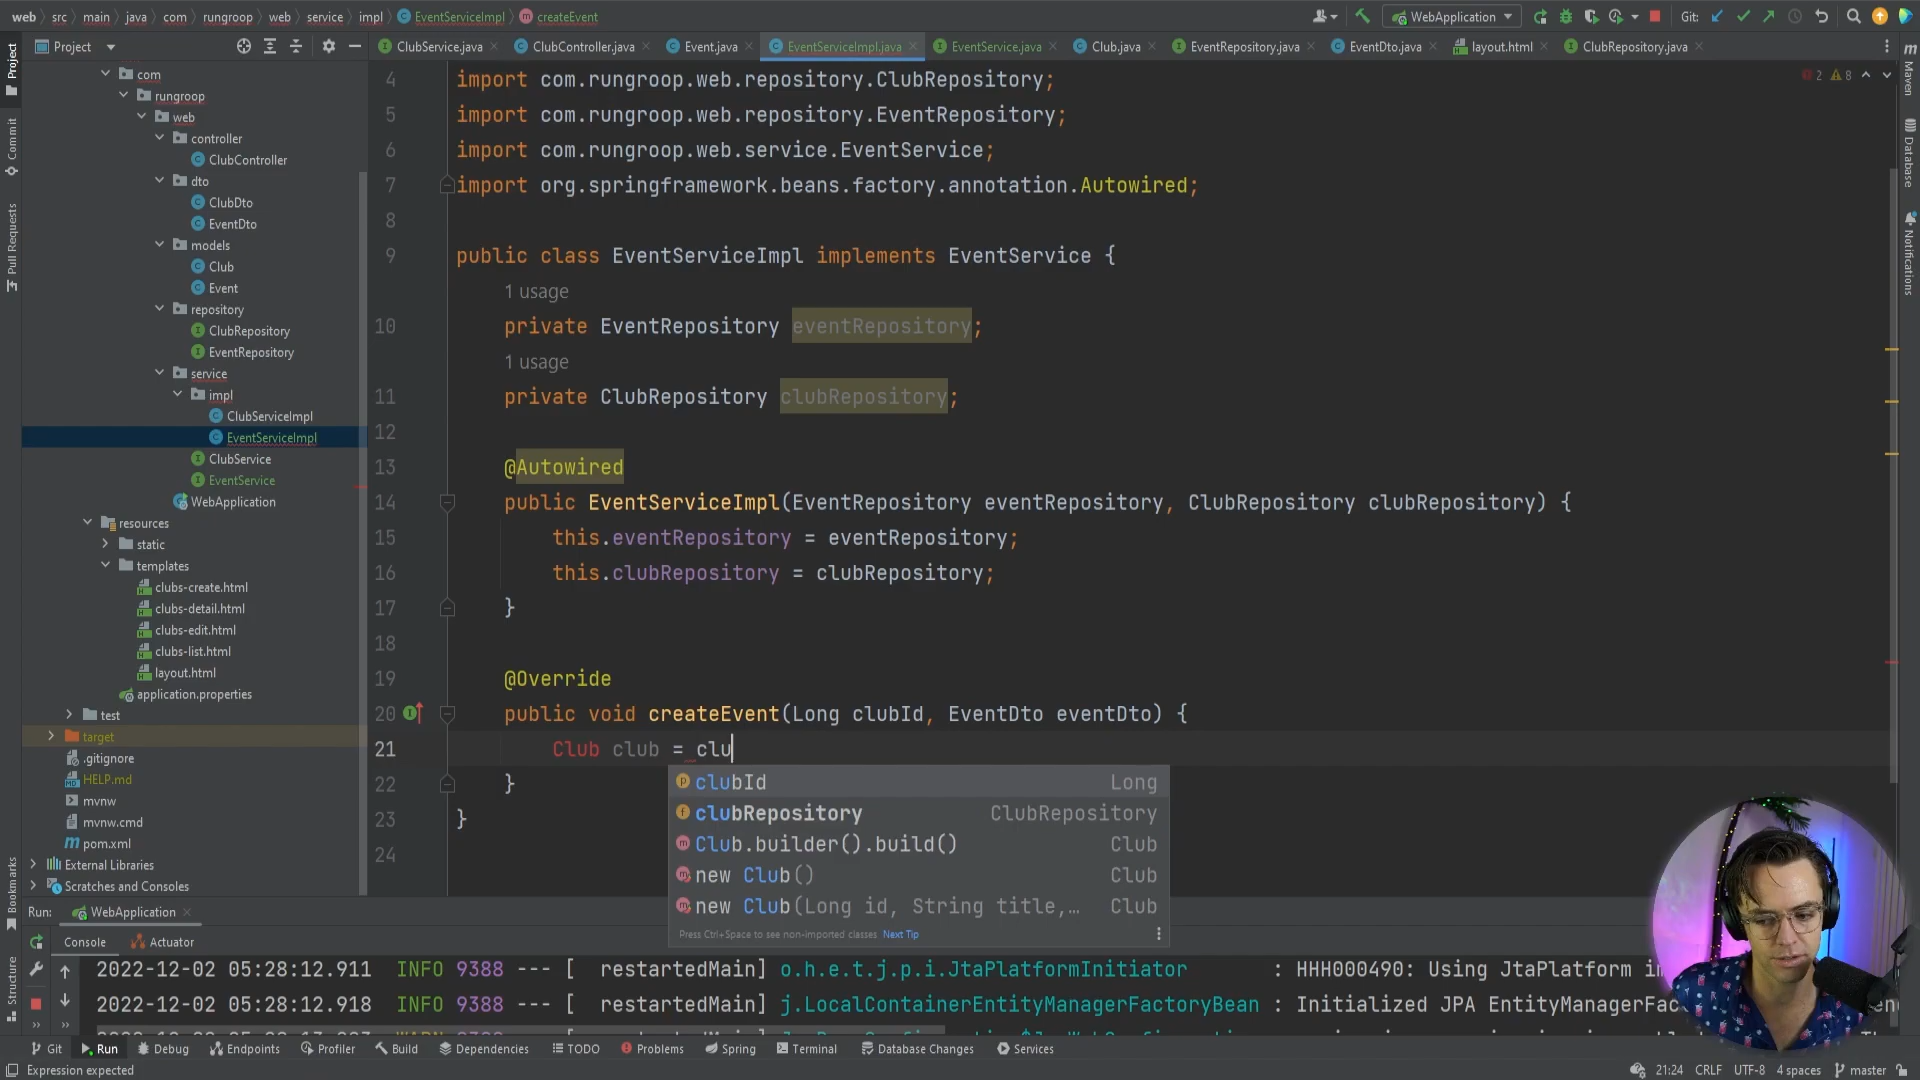 web › src › main › java › com › rungroop › web › service › impl › EventServiceImpl › createEvent
WebApplication
Git:
Project
ClubService.java
ClubController.java
Event.java
EventServiceImpl.java
EventService.java
Club.java
EventRepository.java
EventDto.java
layout.html
ClubRepository.java
Project
Commit
Pull Requests
Bookmarks
Structure
Maven
Database
Notifications
com
rungroop
web
controller
ClubController
dto
ClubDto
EventDto
models
Club
Event
repository
ClubRepository
EventRepository
service
impl
ClubServiceImpl
EventServiceImpl
ClubService
EventService
WebApplication
resources
static
templates
clubs-create.html
clubs-detail.html
clubs-edit.html
clubs-list.html
layout.html
application.properties
test
target
.gitignore
HELP.md
mvnw
mvnw.cmd
pom.xml
External Libraries
Scratches and Consoles
2 8
4 import com.rungroop.web.repository.ClubRepository;
5 import com.rungroop.web.repository.EventRepository;
6 import com.rungroop.web.service.EventService;
7 import org.springframework.beans.factory.annotation.Autowired;
8
9 public class EventServiceImpl implements EventService {
1 usage
10 private EventRepository eventRepository;
1 usage
11 private ClubRepository clubRepository;
12
13 @Autowired
14 public EventServiceImpl(EventRepository eventRepository, ClubRepository clubRepository) {
15 this.eventRepository = eventRepository;
16 this.clubRepository = clubRepository;
17 }
18
19 @Override
20 public void createEvent(Long clubId, EventDto eventDto) {
21 Club club = clu
22 }
23 }
24
clubId Long
clubRepository ClubRepository
Club.builder().build() Club
new Club() Club
new Club(Long id, String title,… Club
Press Ctrl+Space to see non-imported classes Next Tip
Run: WebApplication
Console Actuator
2022-12-02 05:28:12.911 INFO 9388 --- [ restartedMain] o.h.e.t.j.p.i.JtaPlatformInitiator : HHH000490: Using JtaPlatform im
2022-12-02 05:28:12.918 INFO 9388 --- [ restartedMain] j.LocalContainerEntityManagerFactoryBean : Initialized JPA EntityManagerFac
Git Run Debug Endpoints Profiler Build Dependencies TODO Problems Spring Terminal Database Changes Services
Expression expected
21:24 CRLF UTF-8 4 spaces master